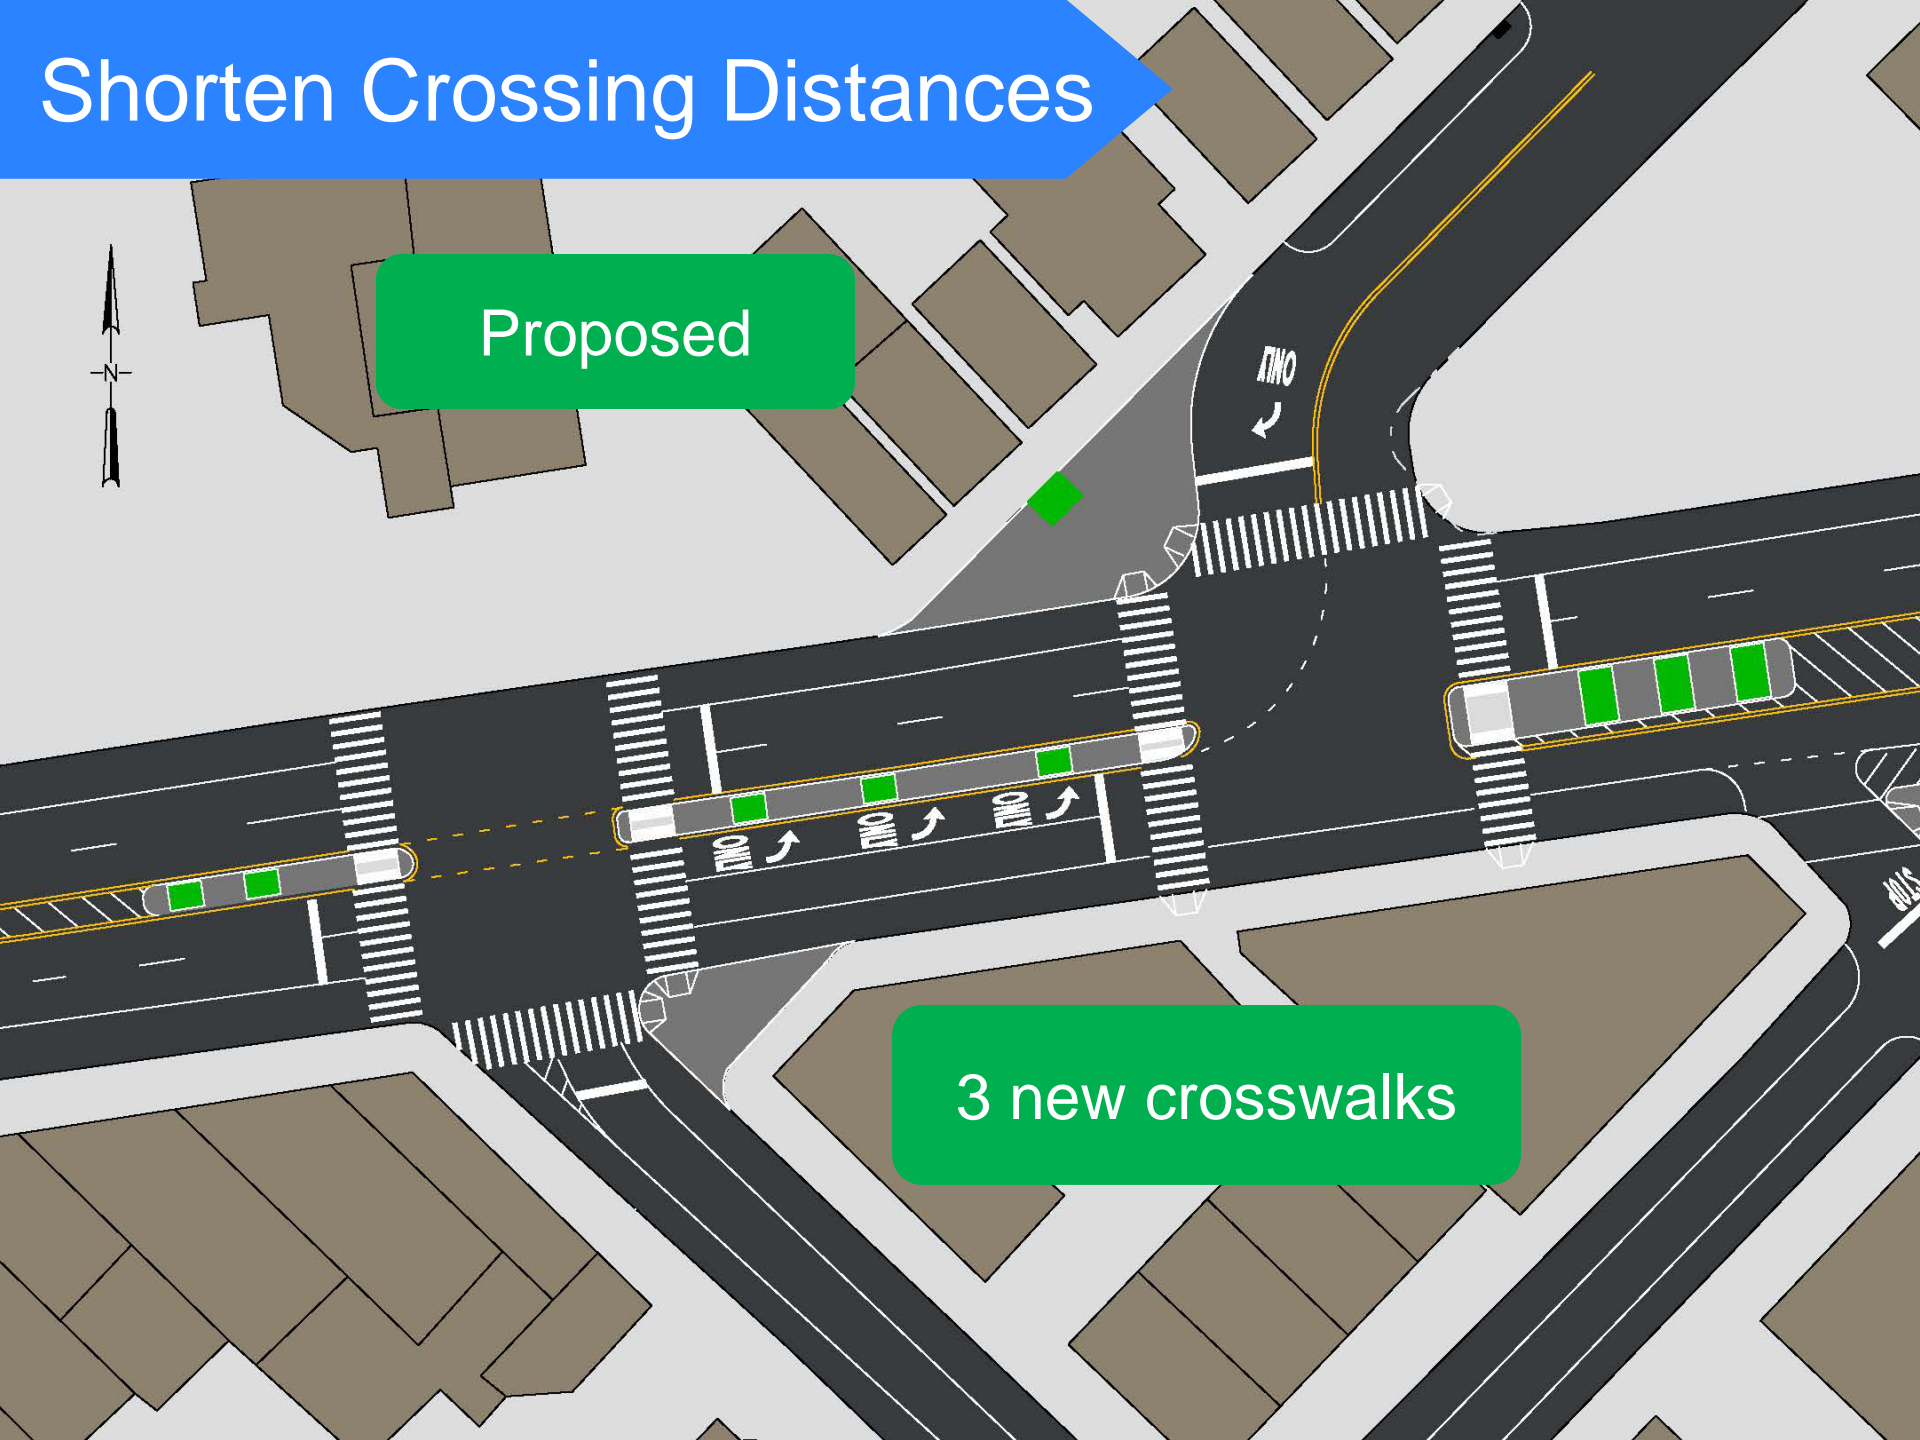 Shorten Crossing Distances
Proposed
N
ONLY
ONLY
ONLY
ONLY
STOP
3 new crosswalks